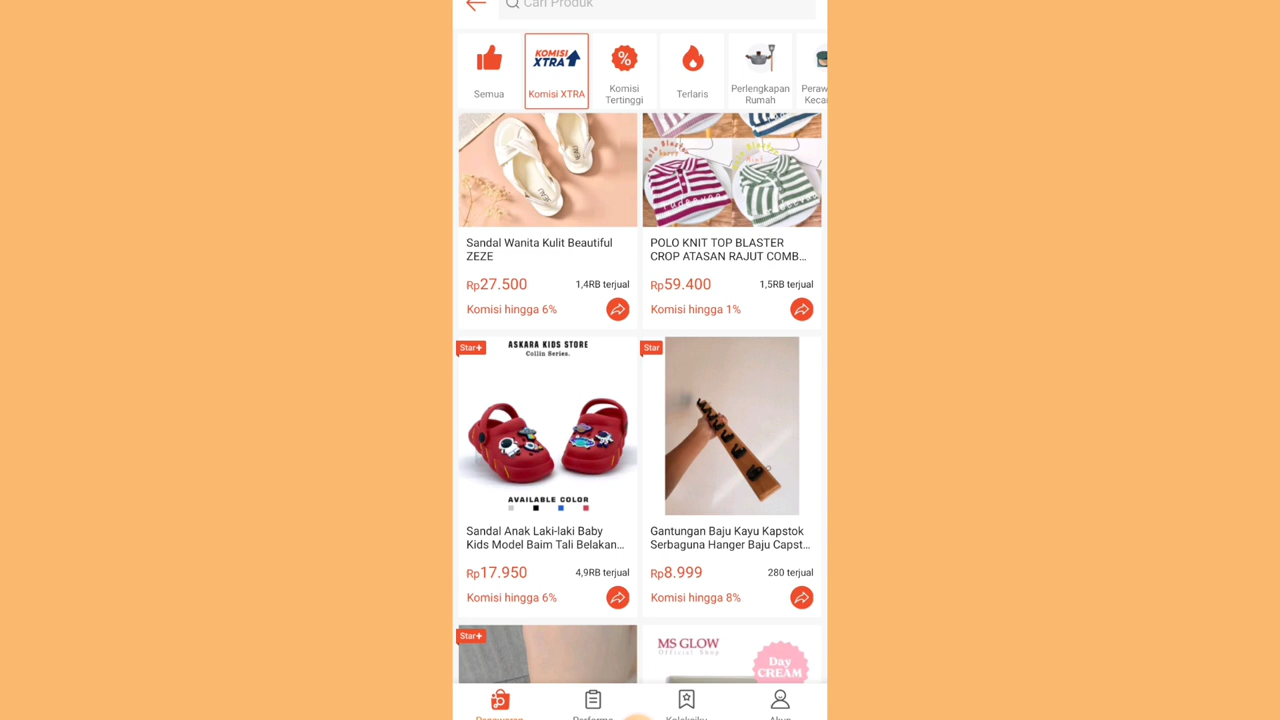 Cari Produk
KOMISI
XTRA
Semua
Komisi XTRA
Komisi
Tertinggi
Terlaris
Perlengkapan
Rumah
Sandal Wanita Kulit Beautiful
ZEZE
Rp27.500
1,4RB terjual
Komisi hingga 6%
POLO KNIT TOP BLASTER
CROP ATASAN RAJUT COMB...
Rp59.400
1,5RB terjual
Komisi hingga 1%
Star+
ASKARA KIDS STORE
Collin Series.
AVAILABLE COLOR
Sandal Anak Laki-laki Baby
Kids Model Baim Tali Belakan...
Rp17.950
4,9RB terjual
Komisi hingga 6%
Star
Gantungan Baju Kayu Kapstok
Serbaguna Hanger Baju Capst...
Rp8.999
280 terjual
Komisi hingga 8%
Star+
MS GLOW
Official Shop
Day
CREAM